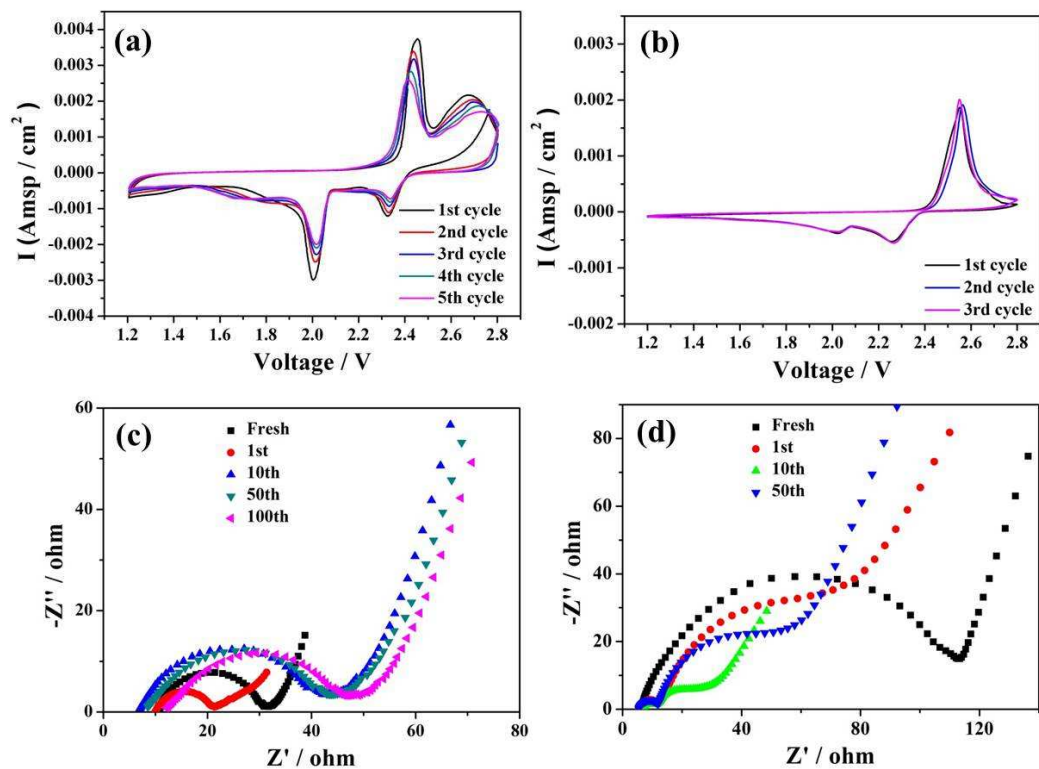 (a)
0.004
0.003
0.002
0.001
0.000
-0.001
-0.002
-0.003
-0.004
I (Amsp / cm²)
1st cycle
2nd cycle
3rd cycle
4th cycle
5th cycle
1.2 1.4 1.6 1.8 2.0 2.2 2.4 2.6 2.8
Voltage / V
(b)
0.003
0.002
0.001
0.000
-0.001
-0.002
I (Amsp / cm²)
1st cycle
2nd cycle
3rd cycle
1.2 1.4 1.6 1.8 2.0 2.2 2.4 2.6 2.8
Voltage / V
(c)
60
40
20
0
-Z'' / ohm
Fresh
1st
10th
50th
100th
0 20 40 60 80
Z' / ohm
(d)
80
60
40
20
0
-Z'' / ohm
Fresh
1st
10th
50th
0 40 80 120
Z' / ohm